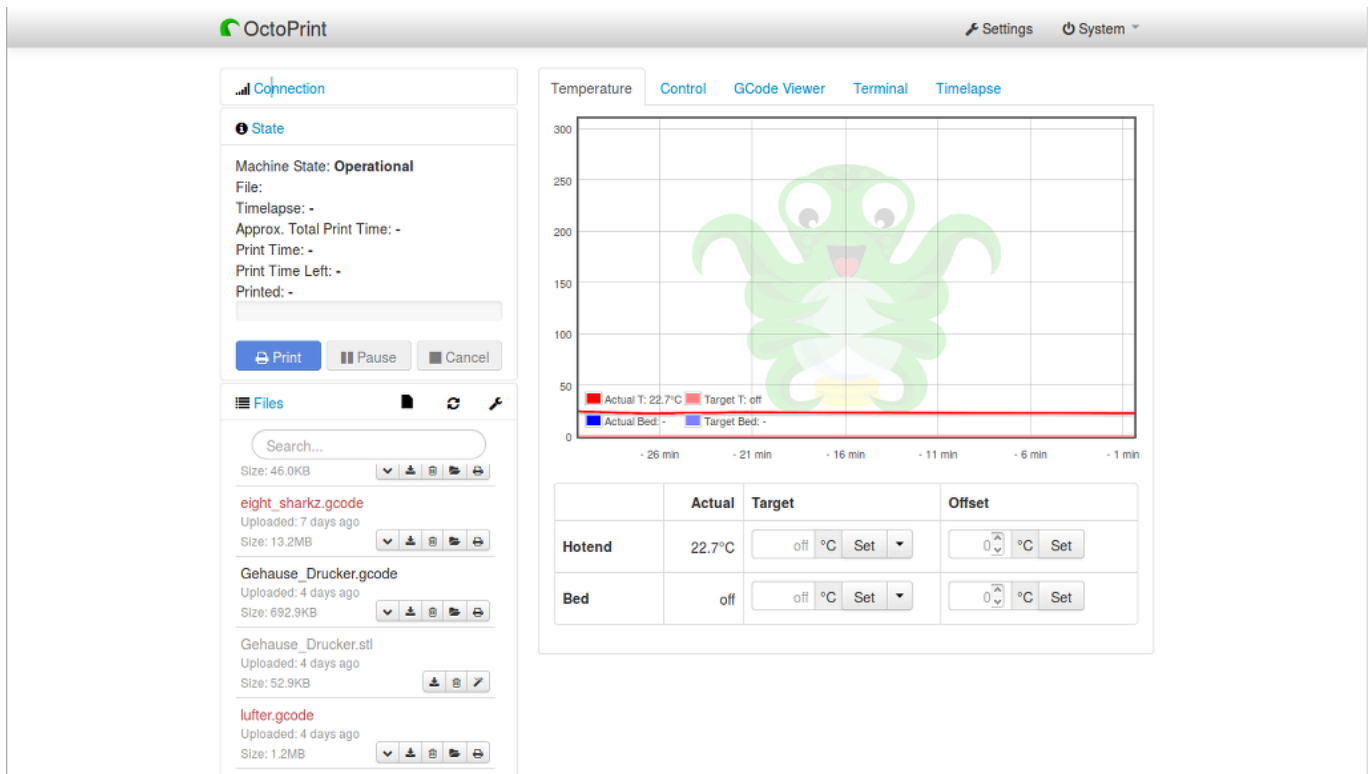 OctoPrint
Settings
System
Connection
State
Machine State: Operational
File:
Timelapse: -
Approx. Total Print Time: -
Print Time: -
Print Time Left: -
Printed: -
Print
Pause
Cancel
Files
Search...
Size: 46.0KB
eight_sharkz.gcode
Uploaded: 7 days ago
Size: 13.2MB
Gehause_Drucker.gcode
Uploaded: 4 days ago
Size: 692.9KB
Gehause_Drucker.stl
Uploaded: 4 days ago
Size: 52.9KB
lufter.gcode
Uploaded: 4 days ago
Size: 1.2MB
Temperature
Control
GCode Viewer
Terminal
Timelapse
300
250
200
150
100
50
0
Actual T: 22.7°C
Target T: off
Actual Bed: -
Target Bed: -
- 26 min
- 21 min
- 16 min
- 11 min
- 6 min
- 1 min
Actual
Target
Offset
Hotend
22.7°C
off °C Set
0 °C Set
Bed
off
off °C Set
0 °C Set